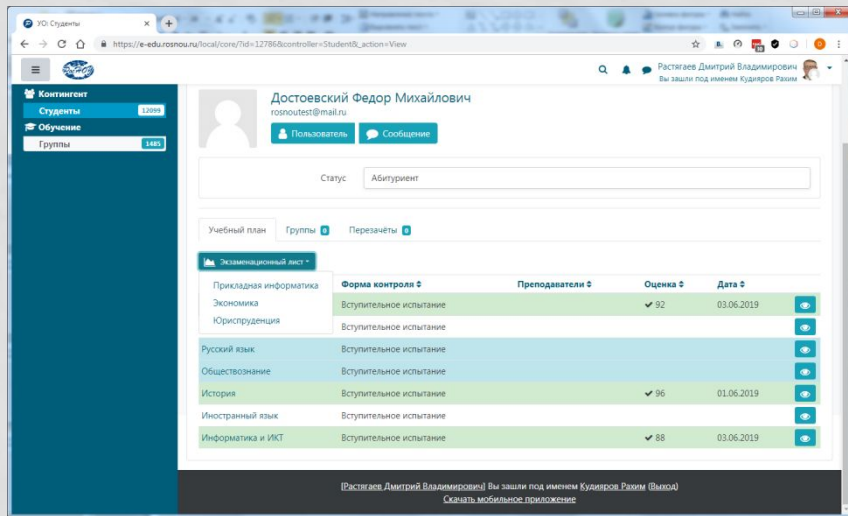 УО: Студенты
https://e-edu.rosnou.ru/local/core/?id=12786&controller=Student&_action=View
Растягаев Дмитрий Владимирович
Вы зашли под именем Кудияров Рахим
Контингент
Студенты 12099
Обучение
Группы 1485
Достоевский Федор Михайлович
rosnoutest@mail.ru
Пользователь Сообщение
Статус Абитуриент
Учебный план Группы 0 Перезачёты 0
Экзаменационный лист
Прикладная информатика
Экономика
Юриспруденция
Форма контроля Преподаватели Оценка Дата
Вступительное испытание 92 03.06.2019
Вступительное испытание
Русский язык Вступительное испытание
Обществознание Вступительное испытание
История Вступительное испытание 96 01.06.2019
Иностранный язык Вступительное испытание
Информатика и ИКТ Вступительное испытание 88 03.06.2019
[Растягаев Дмитрий Владимирович] Вы зашли под именем Кудияров Рахим (Выход)
Скачать мобильное приложение